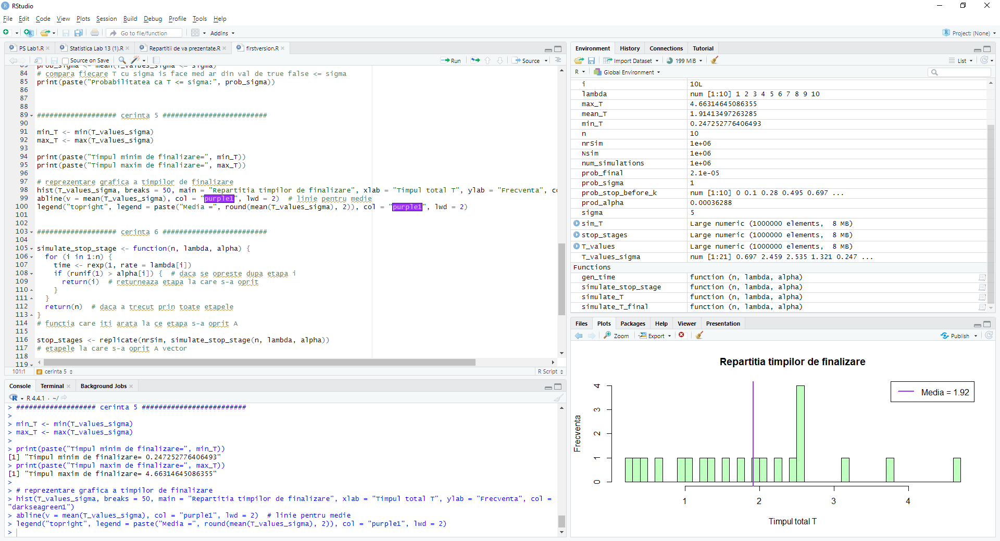 RStudio
File Edit Code View Plots Session Build Debug Profile Tools Help
Go to file/function Addins Project: (None)
PS Lab1.R Statistica Lab 13 (1).R Repartitii de va prezentate.R firstversion.R
Source on Save Run Source
83 prob_sigma <- mean(T_values_sigma <= sigma)
84 # compara fiecare T cu sigma is face med ar din val de true false <= sigma
85 print(paste("Probabilitatea ca T <= sigma:", prob_sigma))
86
87
88
89 ################### cerinta 5 #########################
90
91 min_T <- min(T_values_sigma)
92 max_T <- max(T_values_sigma)
93
94 print(paste("Timpul minim de finalizare=", min_T))
95 print(paste("Timpul maxim de finalizare=", max_T))
96
97 # reprezentare grafica a timpilor de finalizare
98 hist(T_values_sigma, breaks = 50, main = "Repartitia timpilor de finalizare", xlab = "Timpul total T", ylab = "Frecventa", co
99 abline(v = mean(T_values_sigma), col = "purple1", lwd = 2)  # linie pentru medie
100 legend("topright", legend = paste("Media =", round(mean(T_values_sigma), 2)), col = "purple1", lwd = 2)
101
102
103 ################### cerinta 6 #########################
104
105 simulate_stop_stage <- function(n, lambda, alpha) {
106   for (i in 1:n) {
107     time <- rexp(1, rate = lambda[i])
108     if (runif(1) > alpha[i]) {  # daca se opreste dupa etapa i
109       return(i)  # returneaza etapa la care s-a oprit
110     }
111   }
112   return(n)  # daca a trecut prin toate etapele
113 }
114 # functia care iti arata la ce etapa s-a oprit A
115
116 stop_stages <- replicate(nrSim, simulate_stop_stage(n, lambda, alpha))
117 # etapele la care s-a oprit A vector
118
119
101:1 # cerinta 5 R Script
Console Terminal Background Jobs
R 4.4.1 · ~/
> ################### cerinta 5 #########################
>
> min_T <- min(T_values_sigma)
> max_T <- max(T_values_sigma)
>
> print(paste("Timpul minim de finalizare=", min_T))
[1] "Timpul minim de finalizare= 0.247252776406493"
> print(paste("Timpul maxim de finalizare=", max_T))
[1] "Timpul maxim de finalizare= 4.66314645086355"
>
> # reprezentare grafica a timpilor de finalizare
> hist(T_values_sigma, breaks = 50, main = "Repartitia timpilor de finalizare", xlab = "Timpul total T", ylab = "Frecventa", col =
"darkseagreen1")
> abline(v = mean(T_values_sigma), col = "purple1", lwd = 2)  # linie pentru medie
> legend("topright", legend = paste("Media =", round(mean(T_values_sigma), 2)), col = "purple1", lwd = 2)
>
Environment History Connections Tutorial
Import Dataset 199 MiB List
R Global Environment
i 10L
lambda num [1:10] 1 2 3 4 5 6 7 8 9 10
max_T 4.66314645086355
mean_T 1.91413497263285
min_T 0.247252776406493
n 10
nrSim 1e+06
Nsim 1e+06
num_simulations 1e+06
prob_final 2.1e-05
prob_sigma 1
prob_stop_before_k num [1:10] 0 0.1 0.28 0.495 0.697 ...
prod_alpha 0.00036288
sigma 5
sim_T Large numeric (1000000 elements,  8 MB)
stop_stages Large numeric (1000000 elements,  8 MB)
T_values Large numeric (1000000 elements,  8 MB)
T_values_sigma num [1:21] 0.697 2.459 2.535 1.321 0.247 ...
Functions
gen_time function (n, lambda, alpha)
simulate_stop_stage function (n, lambda, alpha)
simulate_T function (n, lambda, alpha)
simulate_T_final function (n, lambda, alpha)
Files Plots Packages Help Viewer Presentation
Zoom Export Publish
Repartitia timpilor de finalizare
Media = 1.92
Frecventa
4
3
2
1
0
1 2 3 4
Timpul total T